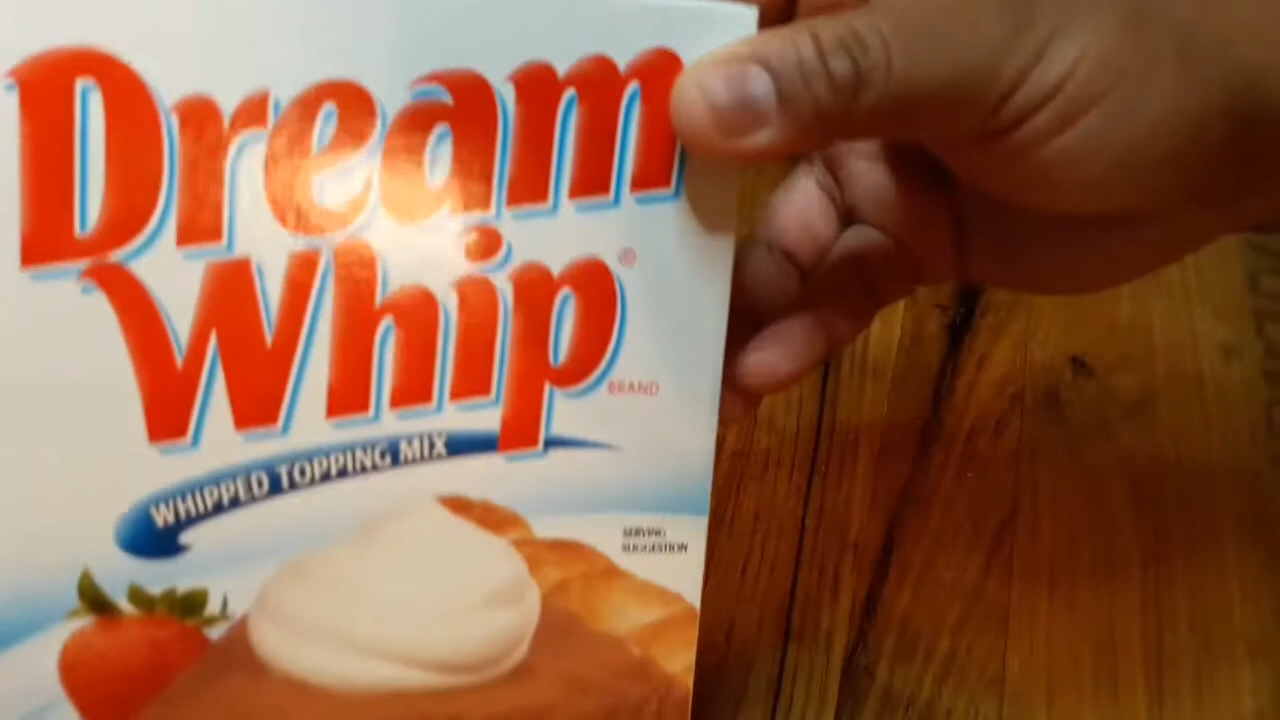 Dream
Whip®
BRAND
WHIPPED TOPPING MIX
SERVING
SUGGESTION